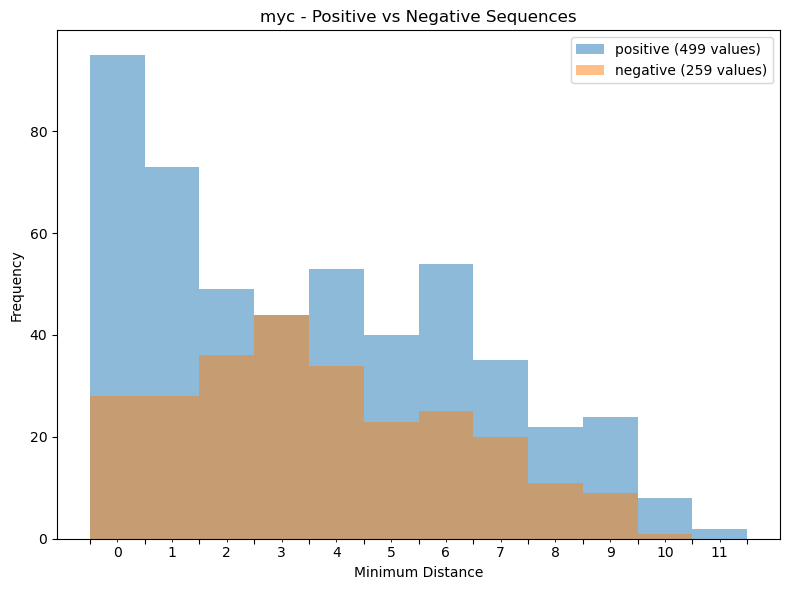 myc - Positive vs Negative Sequences
positive (499 values)
negative (259 values)
Frequency
80
60
40
20
0
0 1 2 3 4 5 6 7 8 9 10 11
Minimum Distance